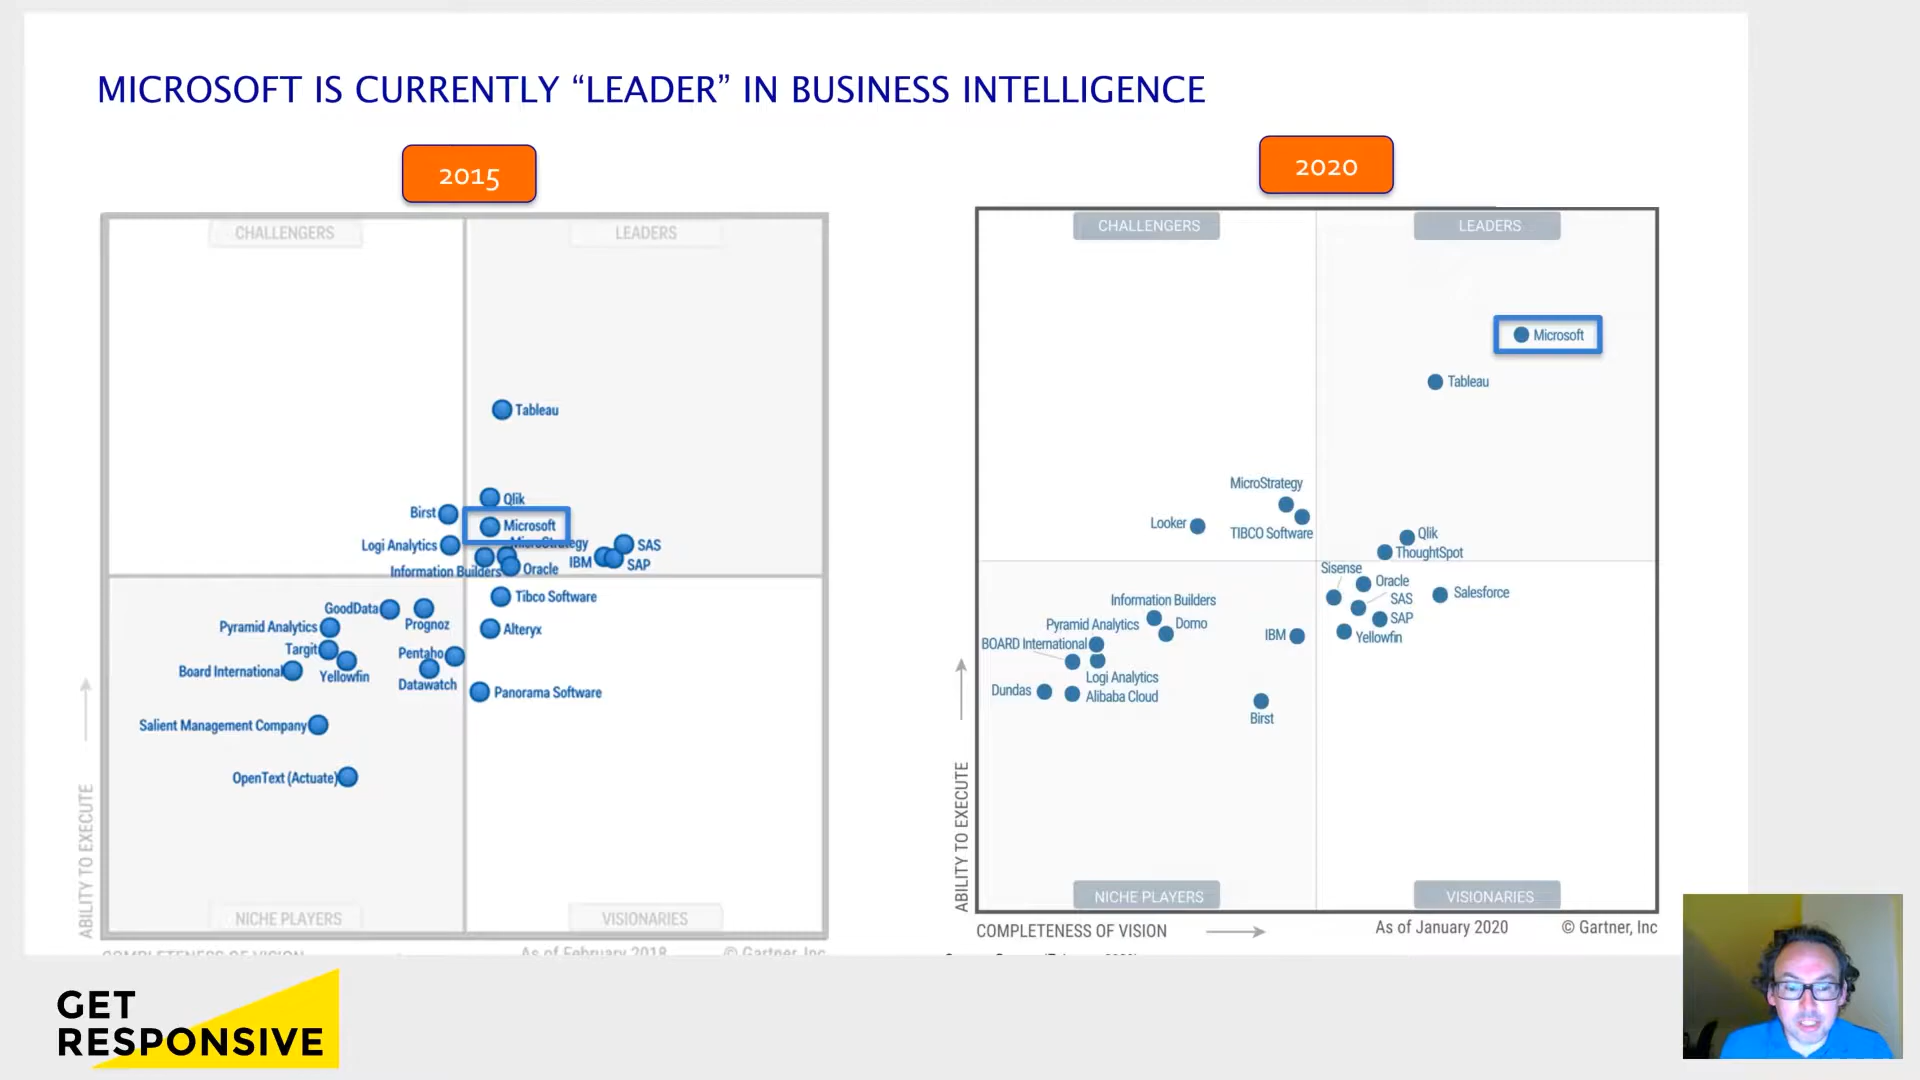 MICROSOFT IS CURRENTLY “LEADER” IN BUSINESS INTELLIGENCE
2015
CHALLENGERS
LEADERS
Tableau
Qlik
Birst
Microsoft
Logi Analytics
MicroStrategy
SAS
IBM
SAP
Information Builders
Oracle
Tibco Software
GoodData
Prognoz
Pyramid Analytics
Alteryx
Targit
Pentaho
Board International
Yellowfin
Datawatch
Panorama Software
Salient Management Company
OpenText (Actuate)
NICHE PLAYERS
VISIONARIES
ABILITY TO EXECUTE
COMPLETENESS OF VISION
As of February 2018
© Gartner, Inc
2020
CHALLENGERS
LEADERS
Microsoft
Tableau
MicroStrategy
Looker
TIBCO Software
Qlik
ThoughtSpot
Sisense
Oracle
Salesforce
SAS
Information Builders
SAP
Pyramid Analytics
Domo
IBM
Yellowfin
BOARD International
Logi Analytics
Dundas
Alibaba Cloud
Birst
NICHE PLAYERS
VISIONARIES
ABILITY TO EXECUTE
COMPLETENESS OF VISION
As of January 2020
© Gartner, Inc
GET
RESPONSIVE